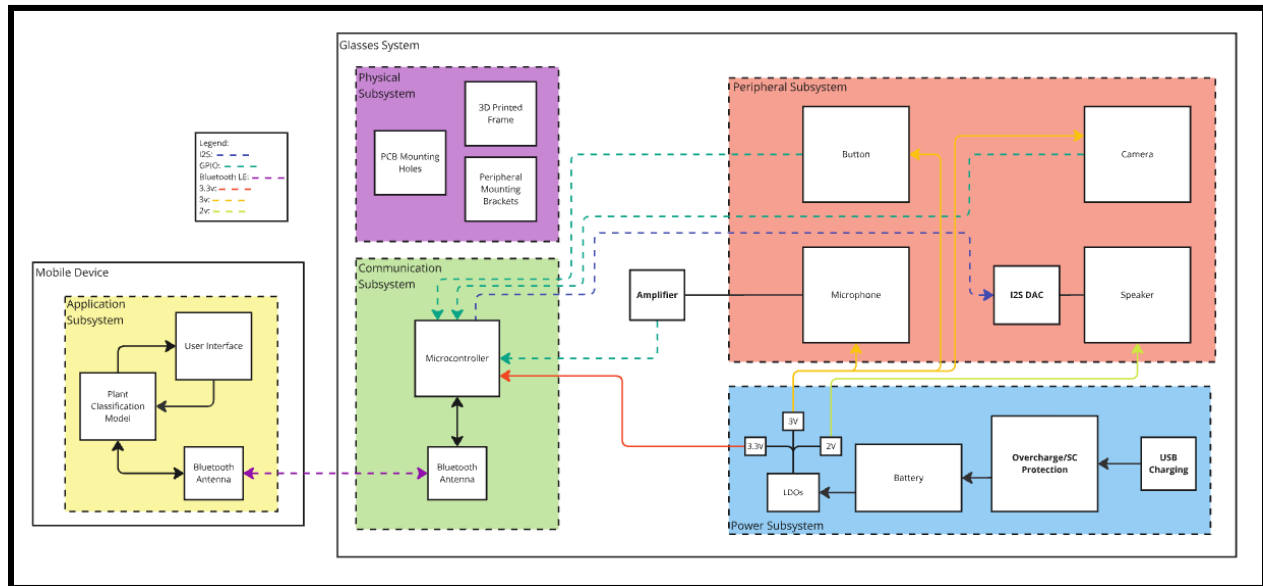 Glasses System
Physical
Subsystem
3D Printed
Frame
PCB Mounting
Holes
Peripheral
Mounting
Brackets
Peripheral Subsystem
Button
Camera
Microphone
I2S DAC
Speaker
Legend:
I2S:
GPIO:
Bluetooth LE:
3.3v:
3v:
2v:
Mobile Device
Application
Subsystem
User Interface
Plant
Classification
Model
Bluetooth
Antenna
Communication
Subsystem
Microcontroller
Bluetooth
Antenna
Amplifier
3V
3.3v
2V
LDOs
Battery
Overcharge/SC
Protection
USB
Charging
Power Subsystem